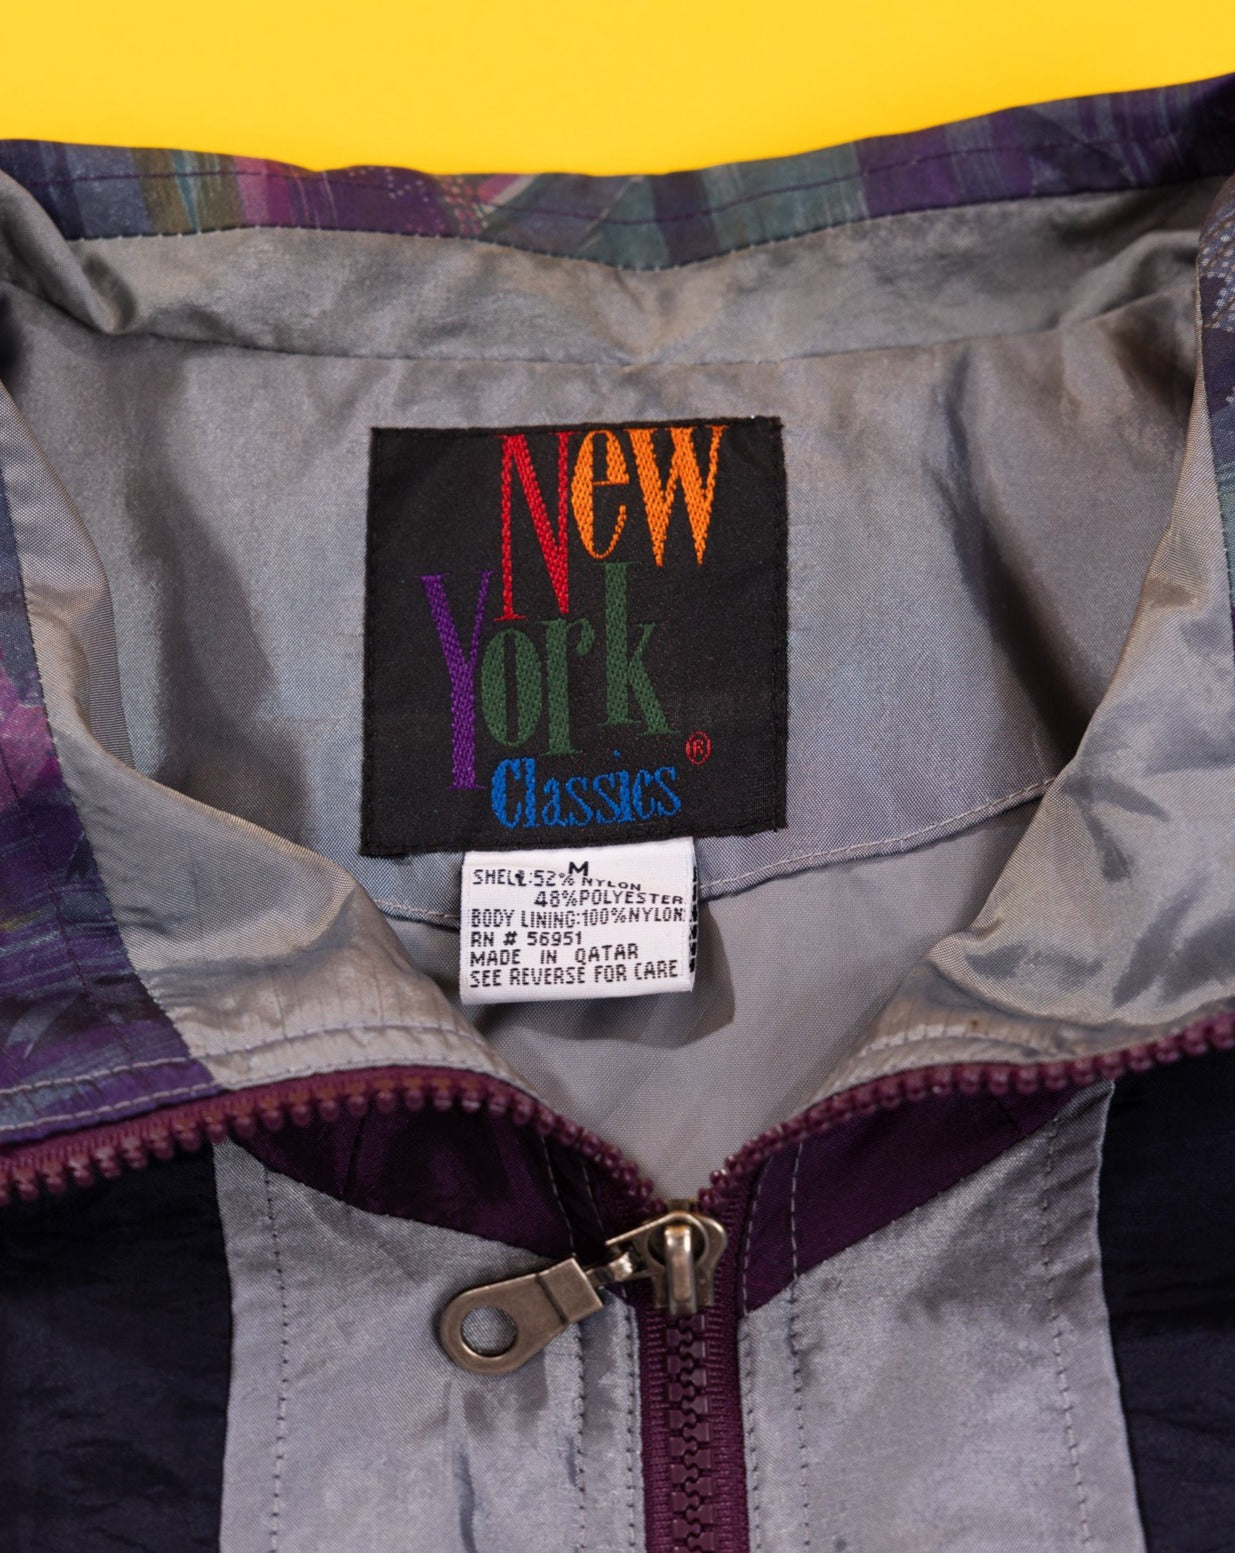 New
York
Classics ®
M
SHELL:52% NYLON
48%POLYESTER
BODY LINING:100%NYLON
RN # 56951
MADE IN QATAR
SEE REVERSE FOR CARE